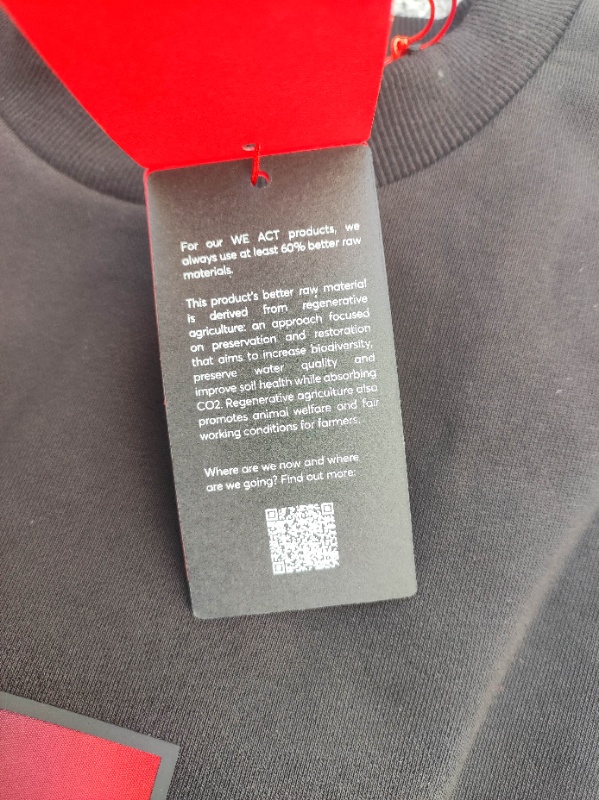 For our WE ACT products, we
always use at least 60% better raw
materials.
This product's better raw material
is derived from regenerative
agriculture: an approach focused
on preservation and restoration
that aims to increase biodiversity,
preserve water quality and
improve soil health while absorbing
CO2. Regenerative agriculture also
promotes animal welfare and fair
working conditions for farmers.
Where are we now and where
are we going? Find out more: